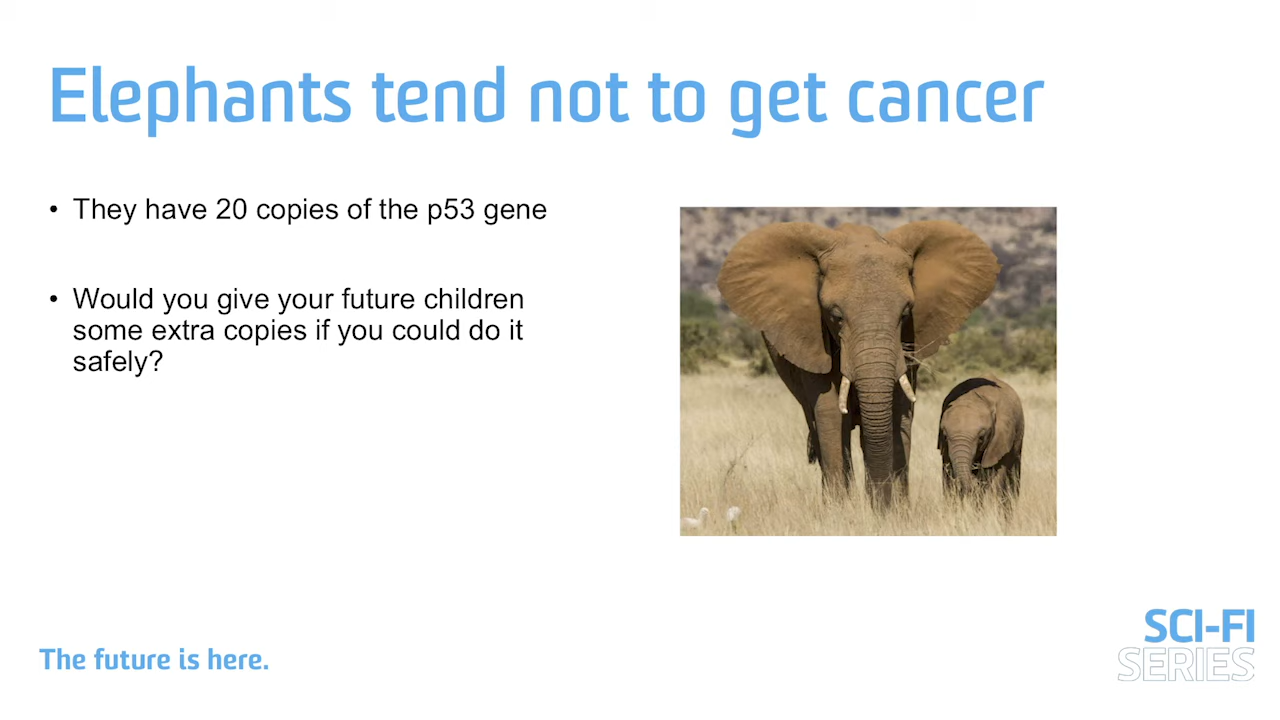 Elephants tend not to get cancer
• They have 20 copies of the p53 gene
• Would you give your future children
some extra copies if you could do it
safely?
The future is here.
SCI-FI
SERIES